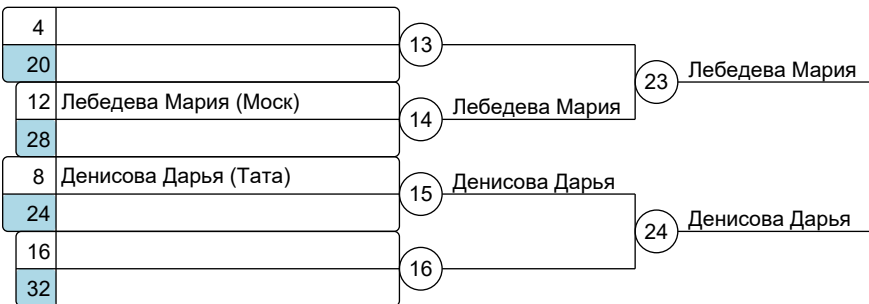 4
13
20
23 Лебедева Мария
12 Лебедева Мария (Моск)
14 Лебедева Мария
28
8 Денисова Дарья (Тата)
15 Денисова Дарья
24
24 Денисова Дарья
16
16
32